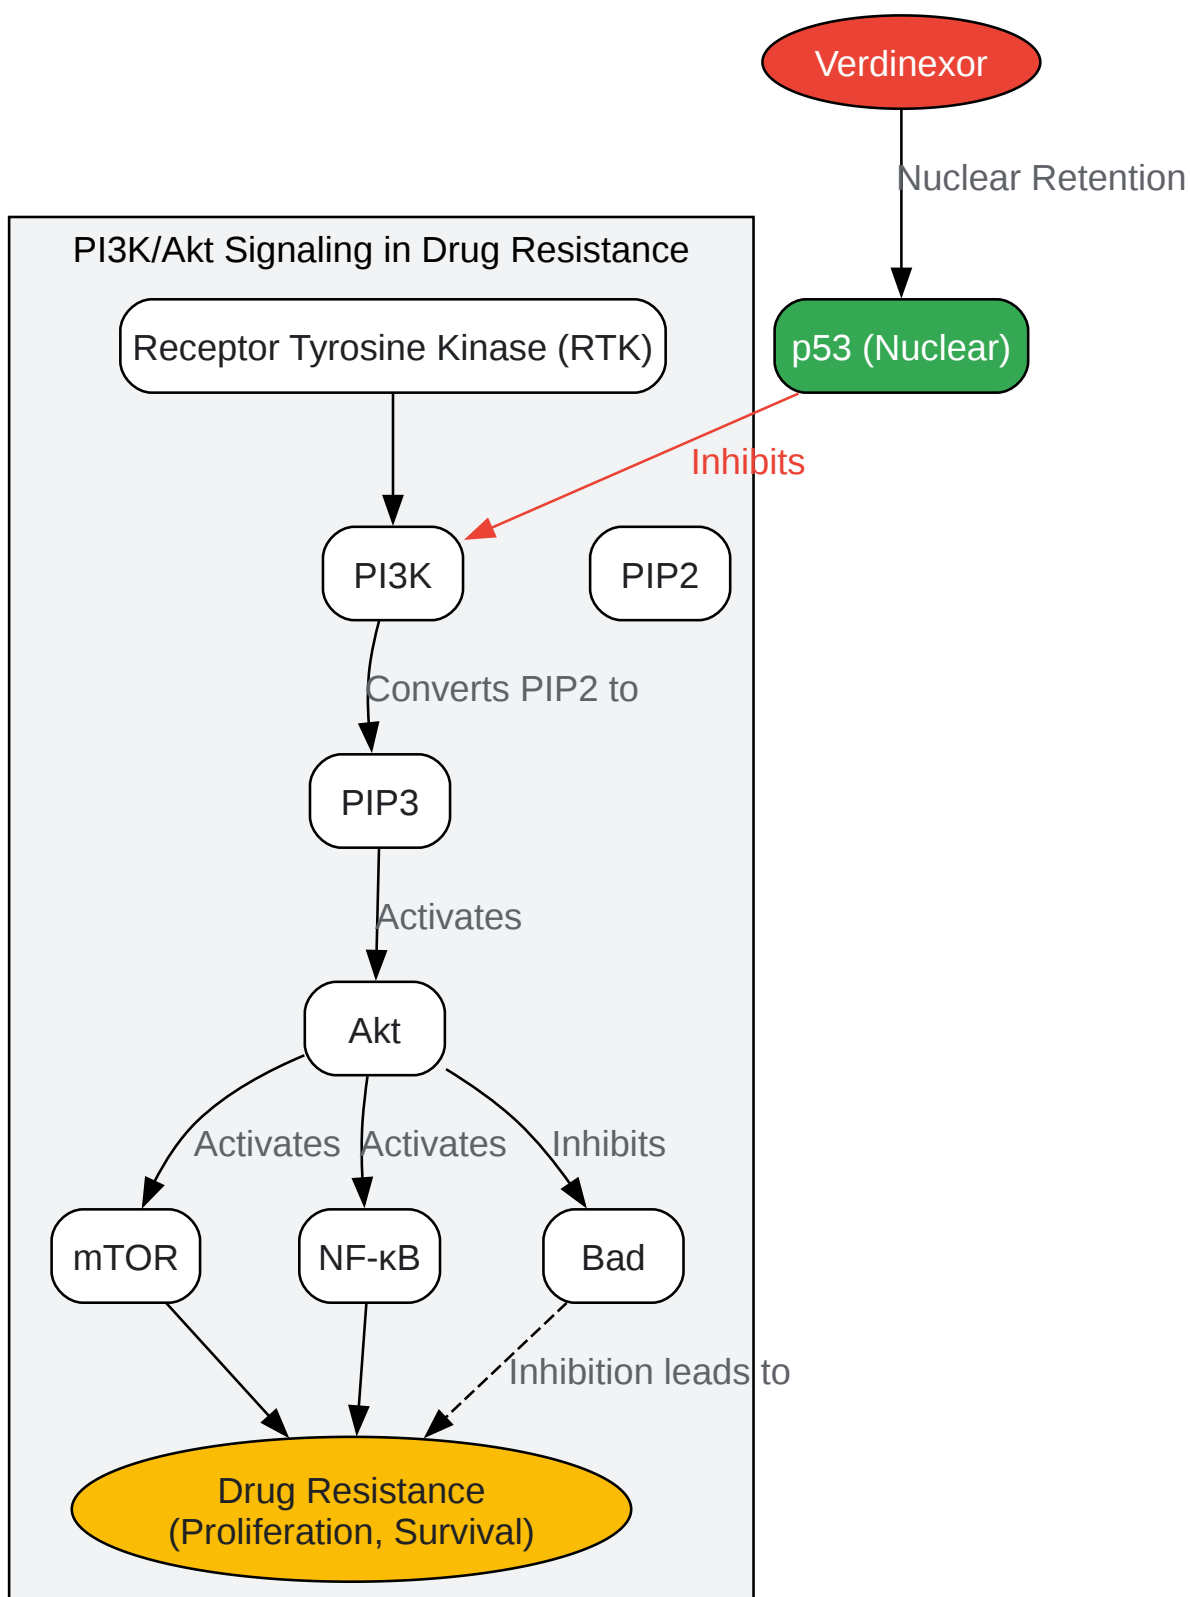 Verdinexor
Nuclear Retention
PI3K/Akt Signaling in Drug Resistance
Receptor Tyrosine Kinase (RTK)
p53 (Nuclear)
Inhibits
PI3K
PIP2
Converts PIP2 to
PIP3
Activates
Akt
Activates
Activates
Inhibits
mTOR
NF-κB
Bad
Inhibition leads to
Drug Resistance
(Proliferation, Survival)